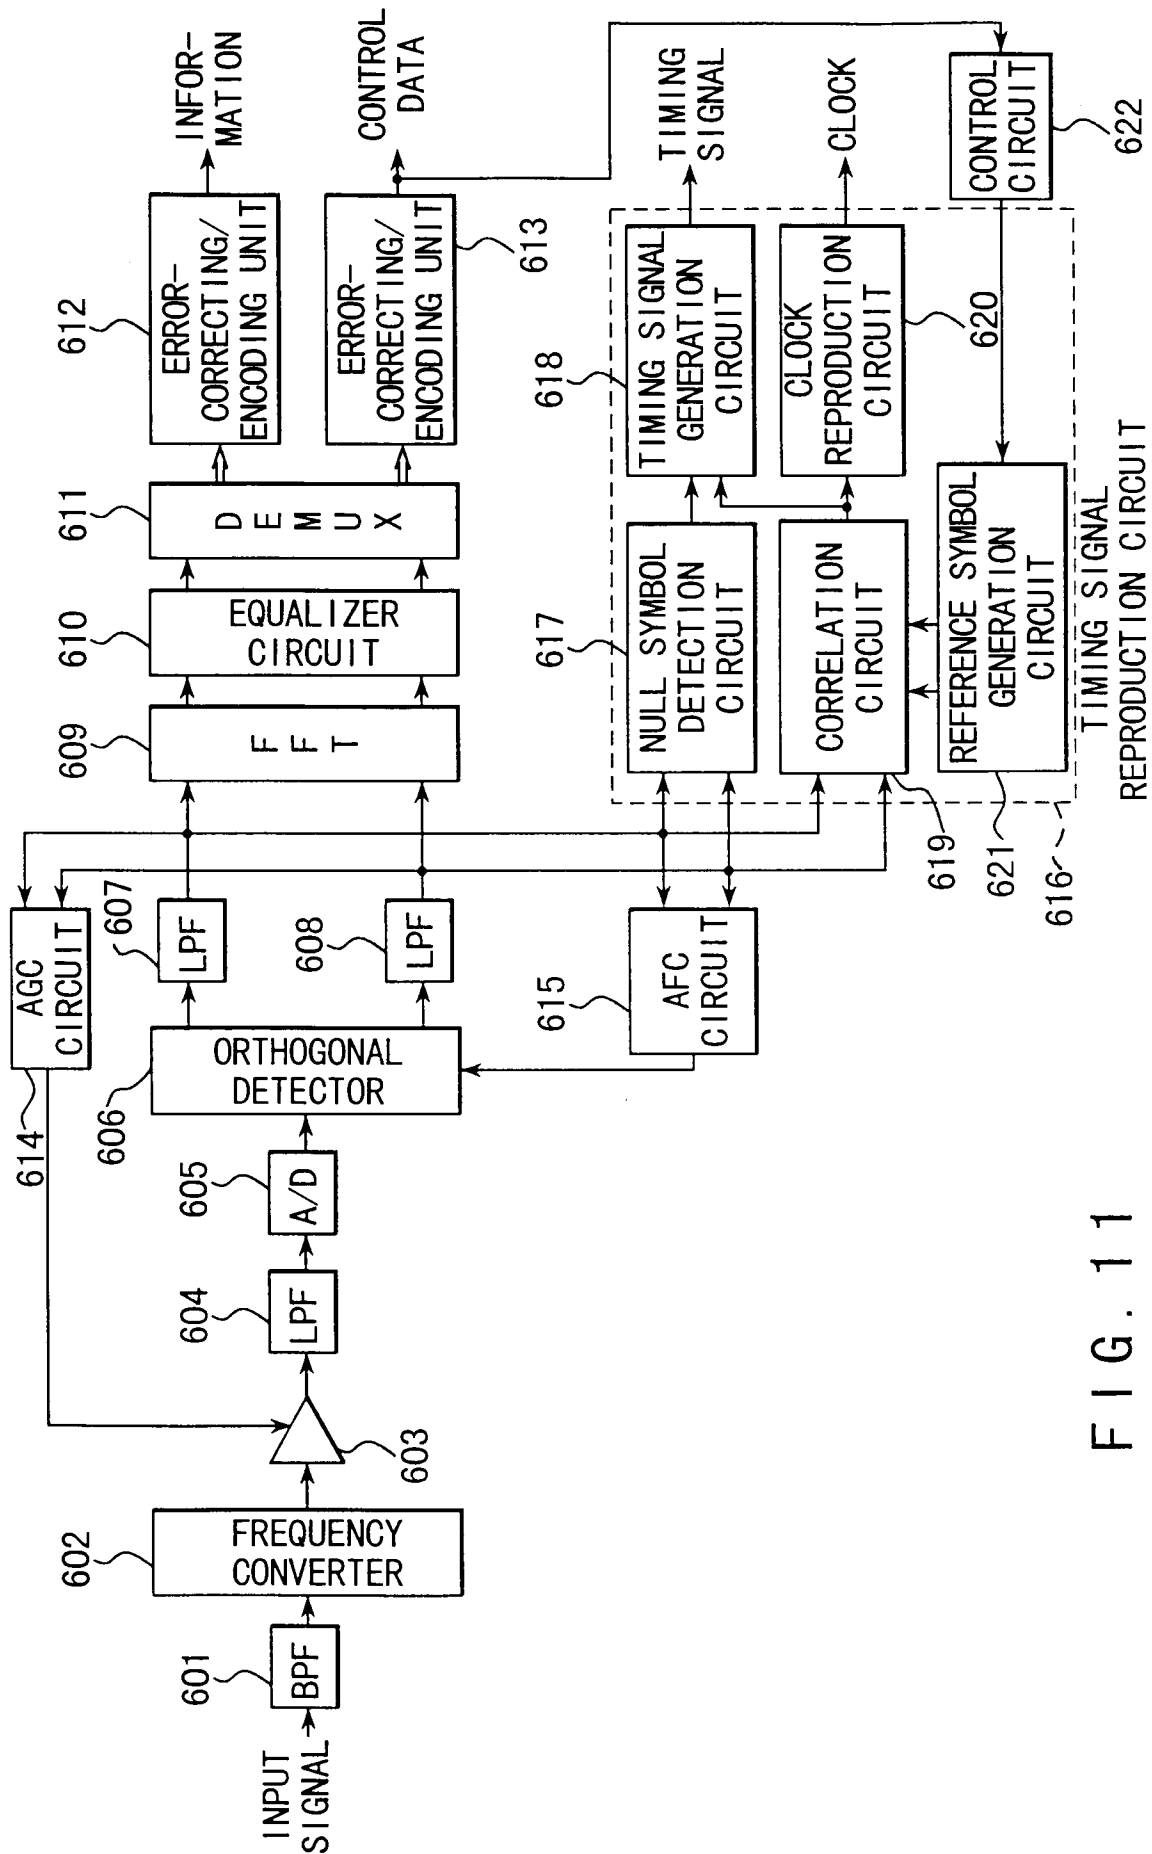 INPUT
SIGNAL
601
BPF
602
FREQUENCY
CONVERTER
603
604
LPF
605
A/D
606
ORTHOGONAL
DETECTOR
607
LPF
608
LPF
609
FFT
610
EQUALIZER
CIRCUIT
611
DEMUX
612
ERROR-
CORRECTING/
ENCODING UNIT
INFOR-
MATION
ERROR-
CORRECTING/
ENCODING UNIT
613
CONTROL
DATA
614
AGC
CIRCUIT
615
AFC
CIRCUIT
616
617
NULL SYMBOL
DETECTION
CIRCUIT
618
TIMING SIGNAL
GENERATION
CIRCUIT
TIMING
SIGNAL
619
CORRELATION
CIRCUIT
CLOCK
REPRODUCTION
CIRCUIT
620
CLOCK
621
REFERENCE SYMBOL
GENERATION
CIRCUIT
CONTROL
CIRCUIT
622
TIMING SIGNAL
REPRODUCTION CIRCUIT
FIG. 11